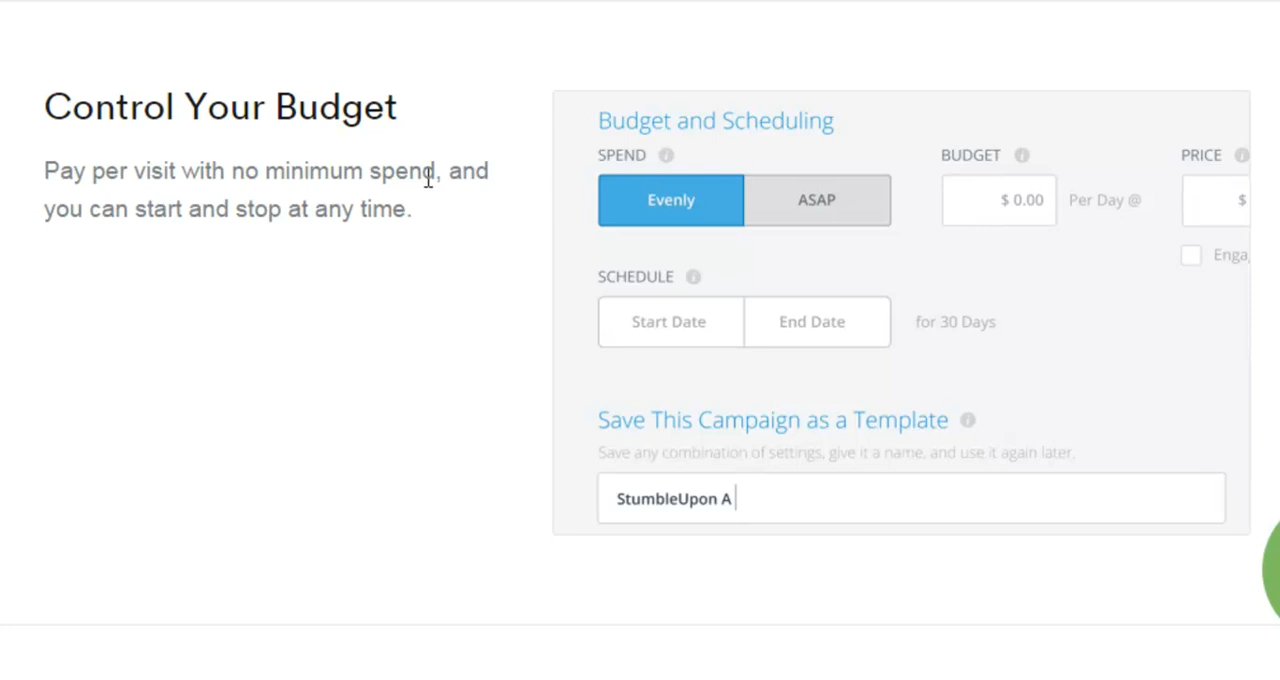 Control Your Budget
Pay per visit with no minimum spend, and
you can start and stop at any time.
Budget and Scheduling
SPEND
BUDGET
PRICE
Evenly
ASAP
$ 0.00
Per Day @
$
Enga
SCHEDULE
Start Date
End Date
for 30 Days
Save This Campaign as a Template
Save any combination of settings, give it a name, and use it again later.
StumbleUpon A